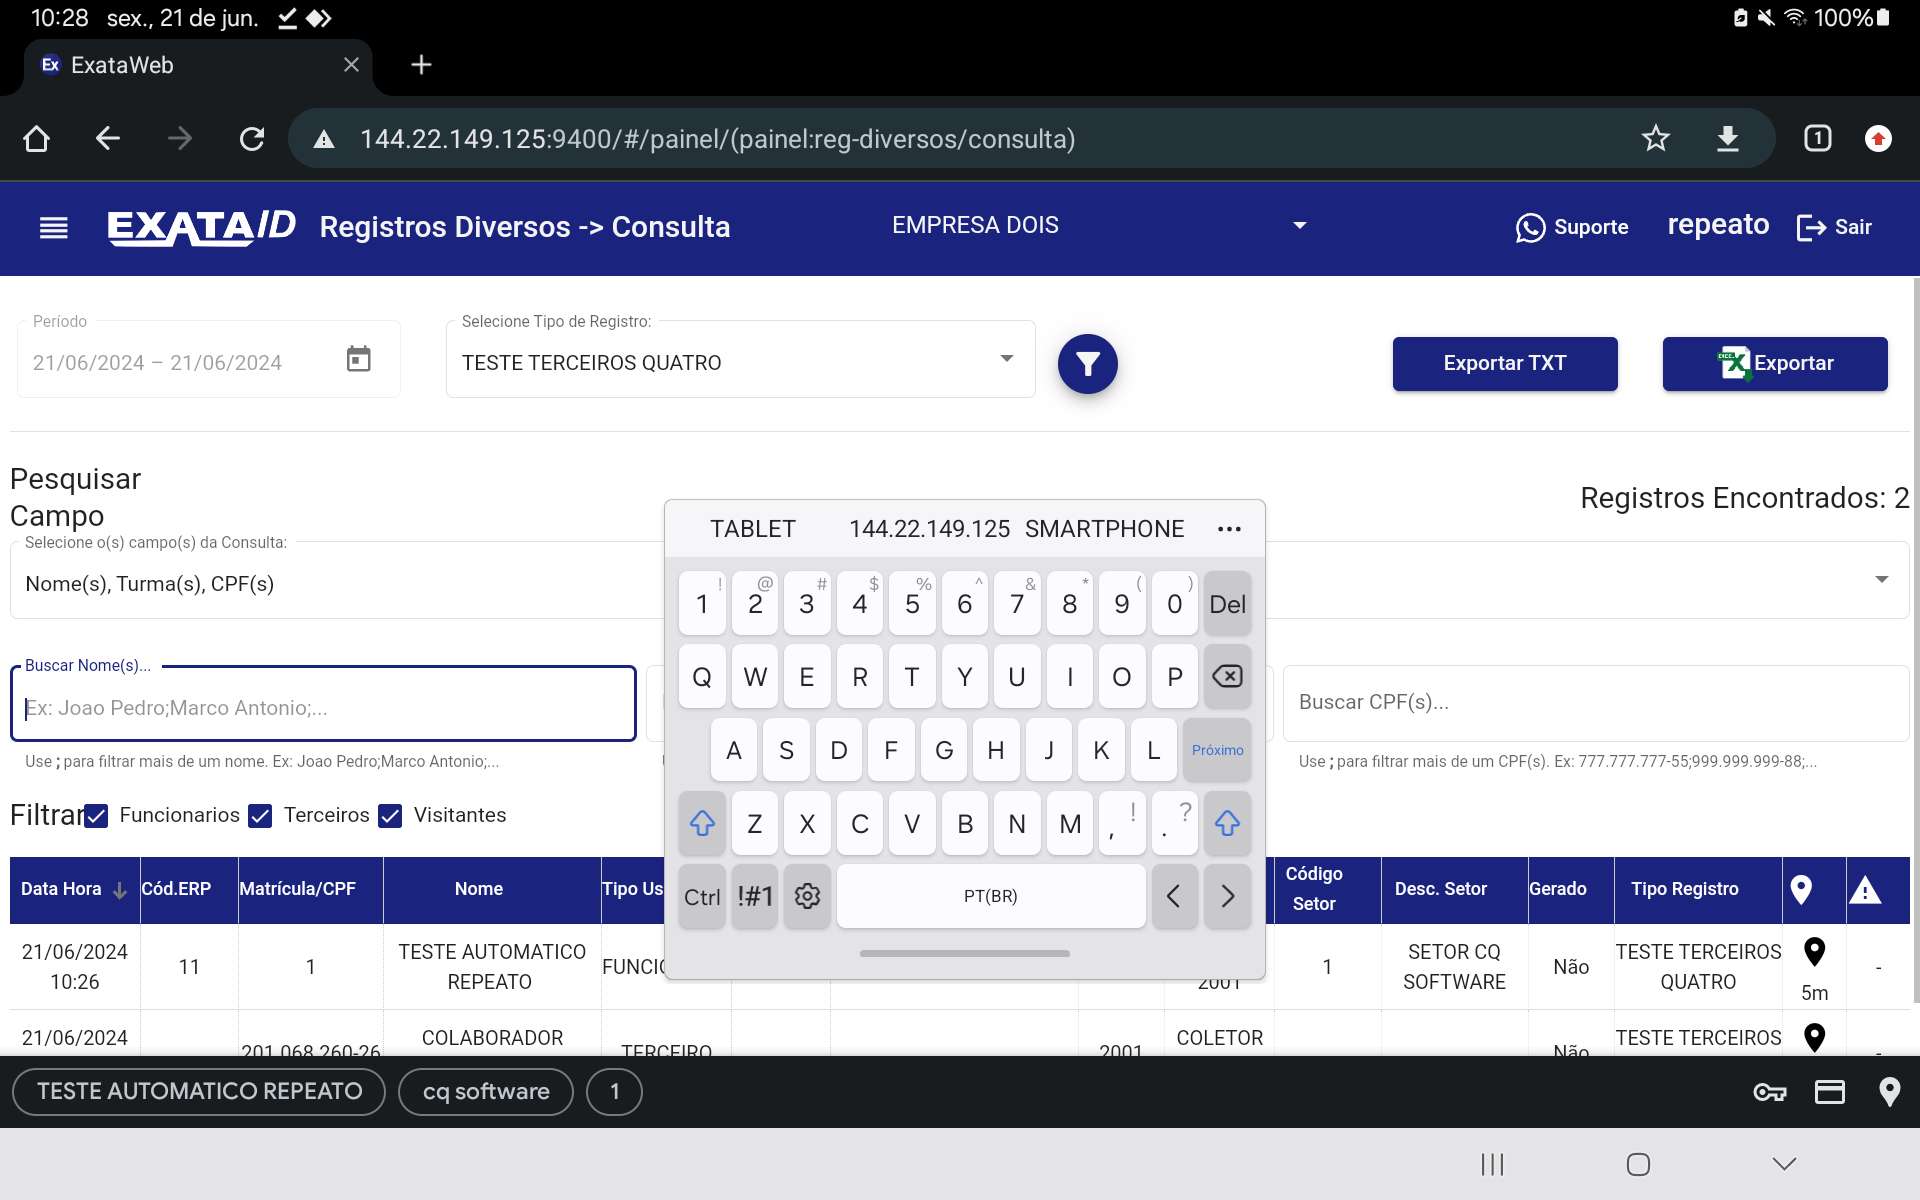 10:28 sex., 21 de jun. 100%
Ex ExataWeb
144.22.149.125:9400/#/painel/(painel:reg-diversos/consulta) 1
EXATA ID Registros Diversos -> Consulta EMPRESA DOIS Suporte repeato Sair
Período Selecione Tipo de Registro:
21/06/2024 – 21/06/2024 TESTE TERCEIROS QUATRO Exportar TXT Exportar
Pesquisar
Campo
Registros Encontrados: 2
Selecione o(s) campo(s) da Consulta:
Nome(s), Turma(s), CPF(s)
TABLET 144.22.149.125 SMARTPHONE ...
! @ # $ % ^ & * ( )
1 2 3 4 5 6 7 8 9 0 Del
Q W E R T Y U I O P
A S D F G H J K L Próximo
Z X C V B N M , ! . ?
Ctrl !#1 PT(BR) < >
Buscar Nome(s)...
Ex: Joao Pedro;Marco Antonio;...
Buscar CPF(s)...
Use ; para filtrar mais de um nome. Ex: Joao Pedro;Marco Antonio;...
Use ; para filtrar mais de um CPF(s). Ex: 777.777.777-55;999.999.999-88;...
Filtrar Funcionarios Terceiros Visitantes
Data Hora Cód.ERP Matrícula/CPF Nome Tipo Us Código Setor Desc. Setor Gerado Tipo Registro
21/06/2024 10:26 11 1 TESTE AUTOMATICO REPEATO FUNCIO 2001 1 SETOR CQ SOFTWARE Não TESTE TERCEIROS QUATRO 5m -
21/06/2024 201.068.260-26 COLABORADOR TERCEIRO 2001 COLETOR Não TESTE TERCEIROS -
TESTE AUTOMATICO REPEATO cq software 1